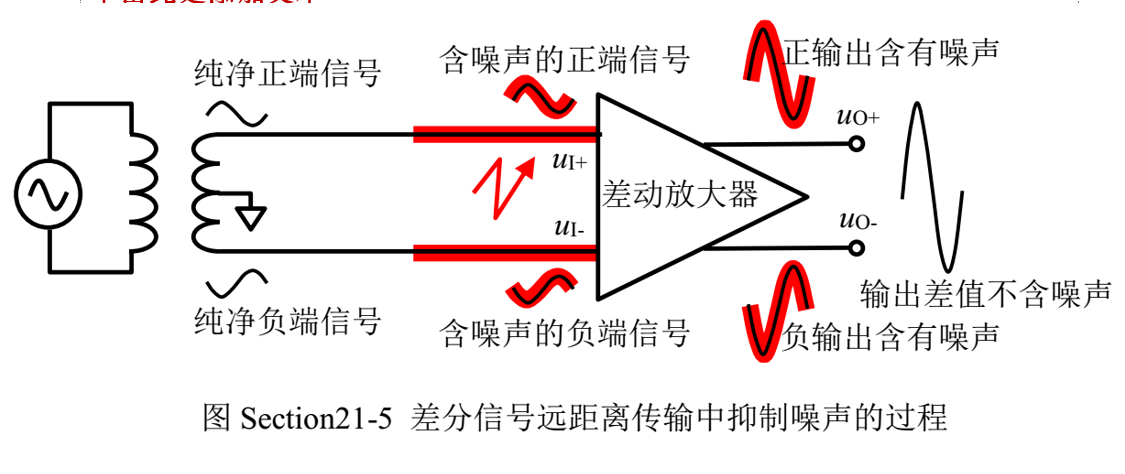 纯净正端信号
含噪声的正端信号
正输出含有噪声
uO+
uI+
差动放大器
uI-
uO-
输出差值不含噪声
纯净负端信号
含噪声的负端信号
负输出含有噪声
图 Section21-5 差分信号远距离传输中抑制噪声的过程